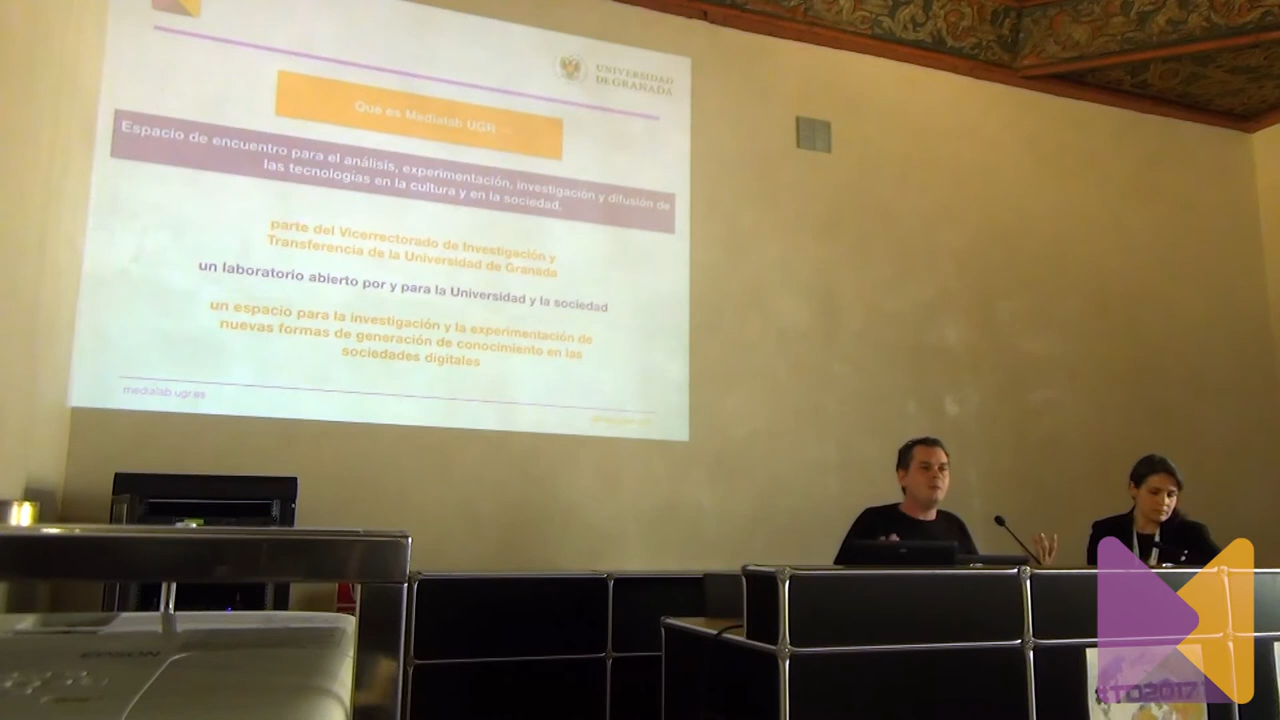 UNIVERSIDAD
DE GRANADA
Que es Medialab UGR
Espacio de encuentro para el análisis, experimentación, investigación y difusión de
las tecnologías en la cultura y en la sociedad.
parte del Vicerrectorado de Investigación y
Transferencia de la Universidad de Granada
un laboratorio abierto por y para la Universidad y la sociedad
un espacio para la investigación y la experimentación de
nuevas formas de generación de conocimiento en las
sociedades digitales
medialab.ugr.es
EPSON
#TO2017